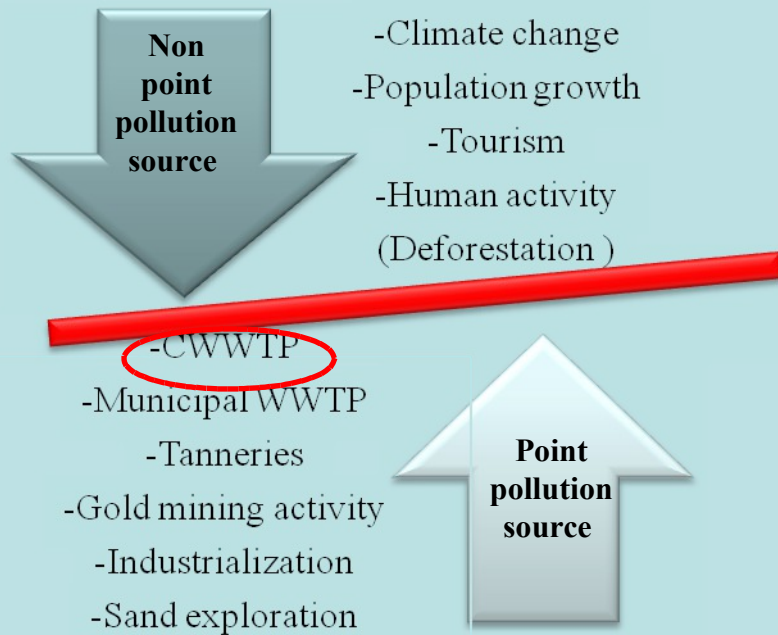 Non
point
pollution
source
-Climate change
-Population growth
-Tourism
-Human activity
(Deforestation )
-CWWTP
-Municipal WWTP
-Tanneries
-Gold mining activity
-Industrialization
-Sand exploration
Point
pollution
source